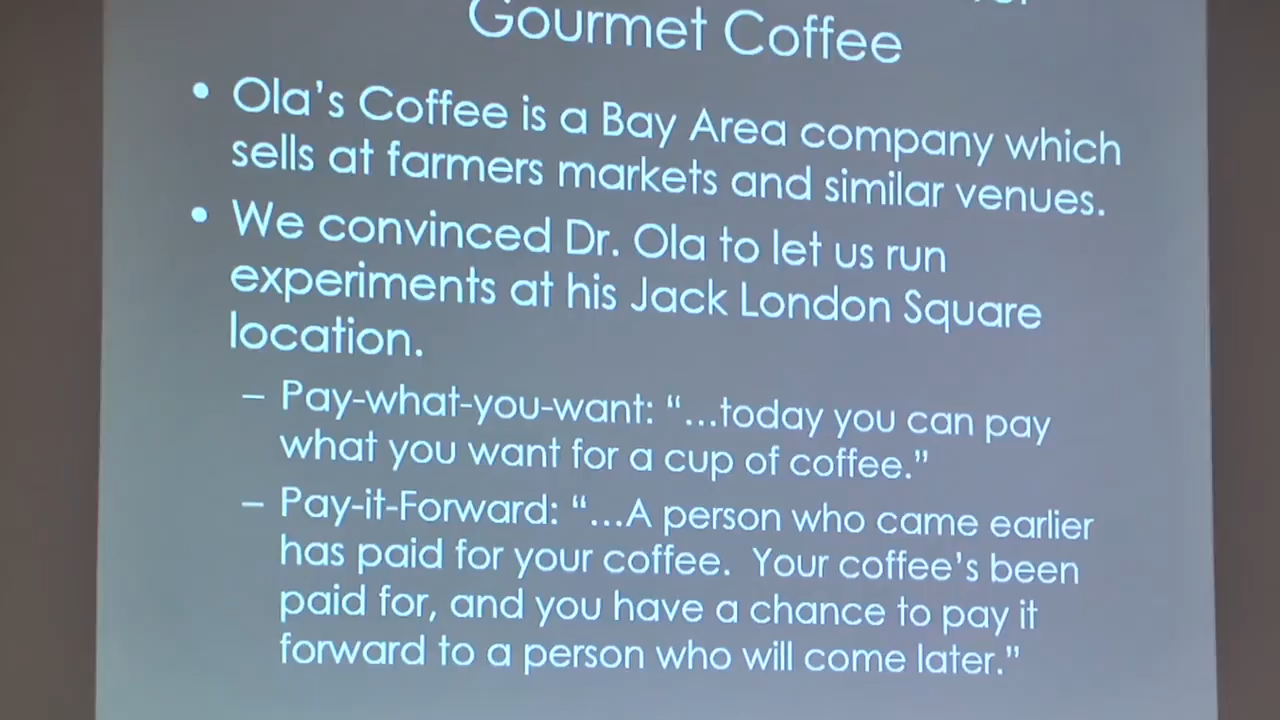 Gourmet Coffee
• Ola's Coffee is a Bay Area company which
sells at farmers markets and similar venues.
• We convinced Dr. Ola to let us run
experiments at his Jack London Square
location.
– Pay-what-you-want: “…today you can pay
what you want for a cup of coffee.”
– Pay-it-Forward: “…A person who came earlier
has paid for your coffee. Your coffee's been
paid for, and you have a chance to pay it
forward to a person who will come later.”